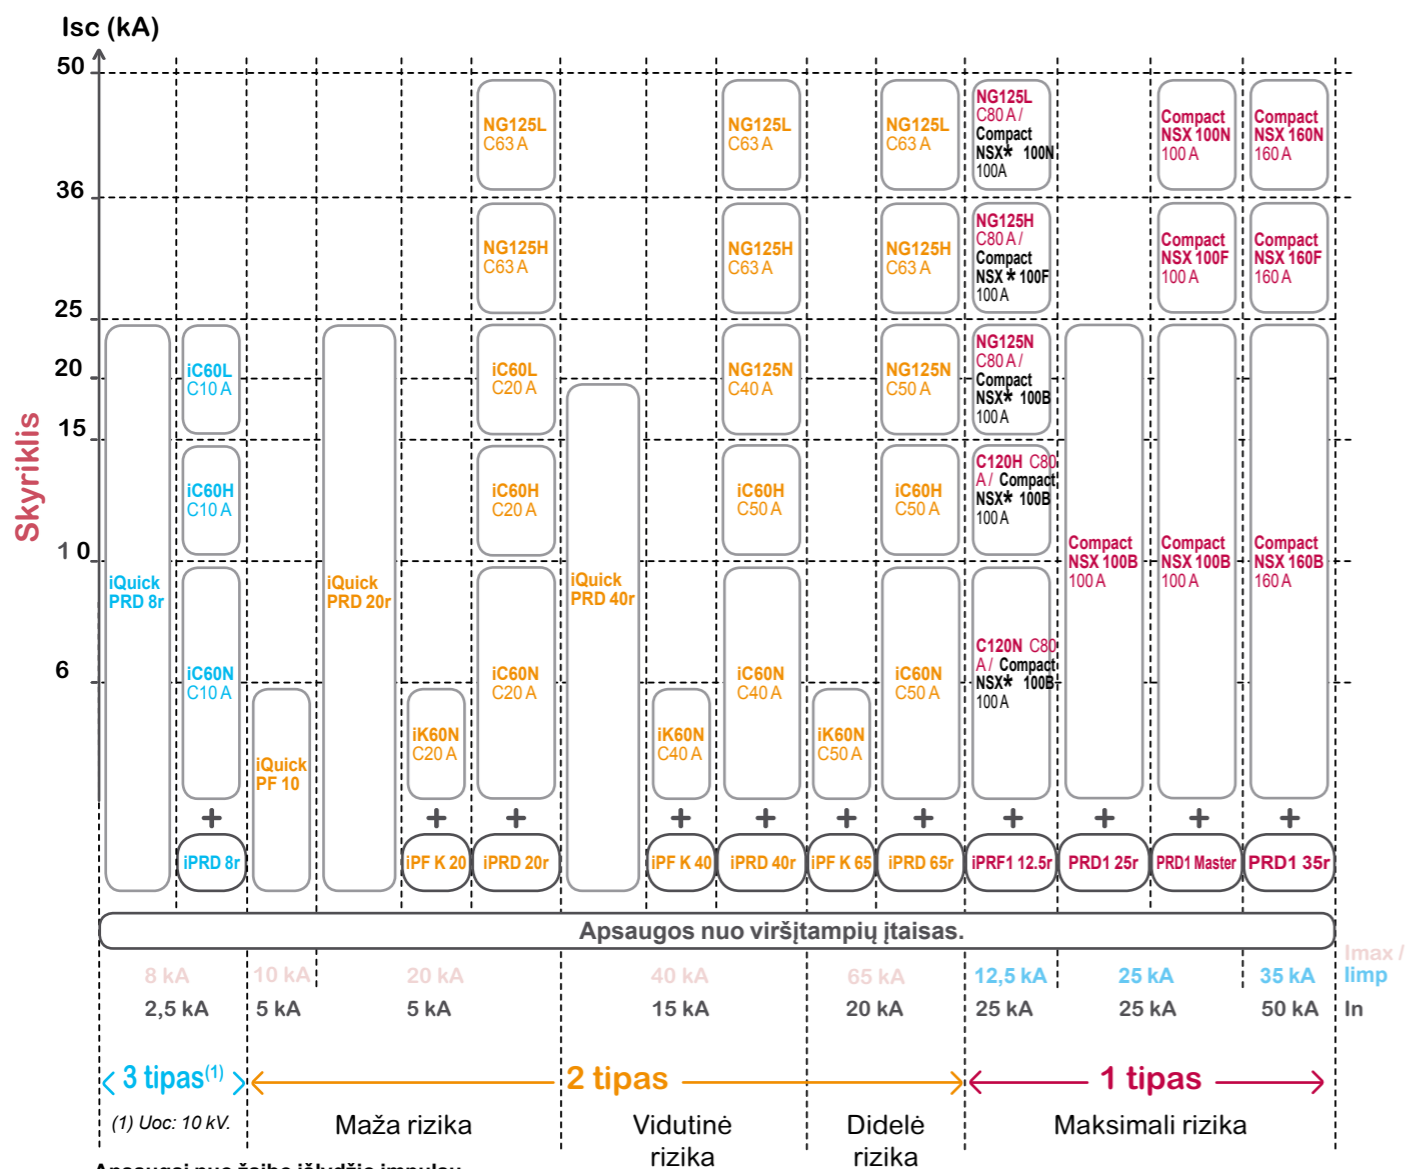 Isc (kA)
50
36
25
20
15
1 0
6
Skyriklis
NG125L
C63 A
NG125L
C63 A
NG125L
C63 A
NG125L
C80 A /
Compact
NSX* 100N
100A
Compact
NSX 100N
100 A
Compact
NSX 160N
160 A
NG125H
C63 A
NG125H
C63 A
NG125H
C63 A
NG125H
C80 A /
Compact
NSX * 100F
100 A
Compact
NSX 100F
100 A
Compact
NSX 160F
160 A
iC60L
C10 A
iC60L
C20 A
NG125N
C40 A
NG125N
C50 A
NG125N
C80 A /
Compact
NSX* 100B
100 A
iC60H
C10 A
iC60H
C20 A
iC60H
C50 A
iC60H
C50 A
C120H C80
A / Compact
NSX* 100B
100 A
iQuick
PRD 8r
iQuick
PRD 20r
iQuick
PRD 40r
Compact
NSX 100B
100 A
Compact
NSX 100B
100 A
Compact
NSX 160B
160 A
iC60N
C10 A
iC60N
C20 A
iC60N
C40 A
iC60N
C50 A
C120N C80
A / Compact
NSX* 100B
100 A
iQuick
PF 10
iK60N
C20 A
iK60N
C40 A
iK60N
C50 A
+ + + + + + + + + + +
iPRD 8r iPF K 20 iPRD 20r iPF K 40 iPRD 40r iPF K 65 iPRD 65r iPRF1 12.5r PRD1 25r PRD1 Master PRD1 35r
Apsaugos nuo viršįtampių įtaisas.
8 kA 10 kA 20 kA 40 kA 65 kA 12,5 kA 25 kA 35 kA Imax /
Iimp
2,5 kA 5 kA 5 kA 15 kA 20 kA 25 kA 25 kA 50 kA In
3 tipas(1) 2 tipas 1 tipas
(1) Uoc: 10 kV.
Maža rizika
Vidutinė
rizika
Didelė
rizika
Maksimali rizika
Apsaugai nuo žaibo išlydžio impulsų